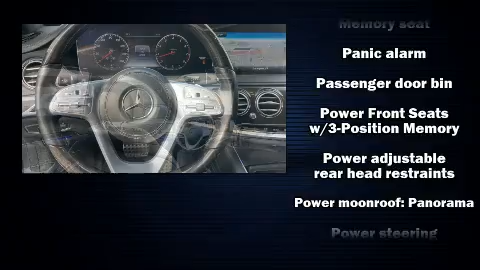 Memory seat
Panic alarm
Passenger door bin
Power Front Seats
w/3-Position Memory
Power adjustable
rear head restraints
Power moonroof: Panorama
Power steering